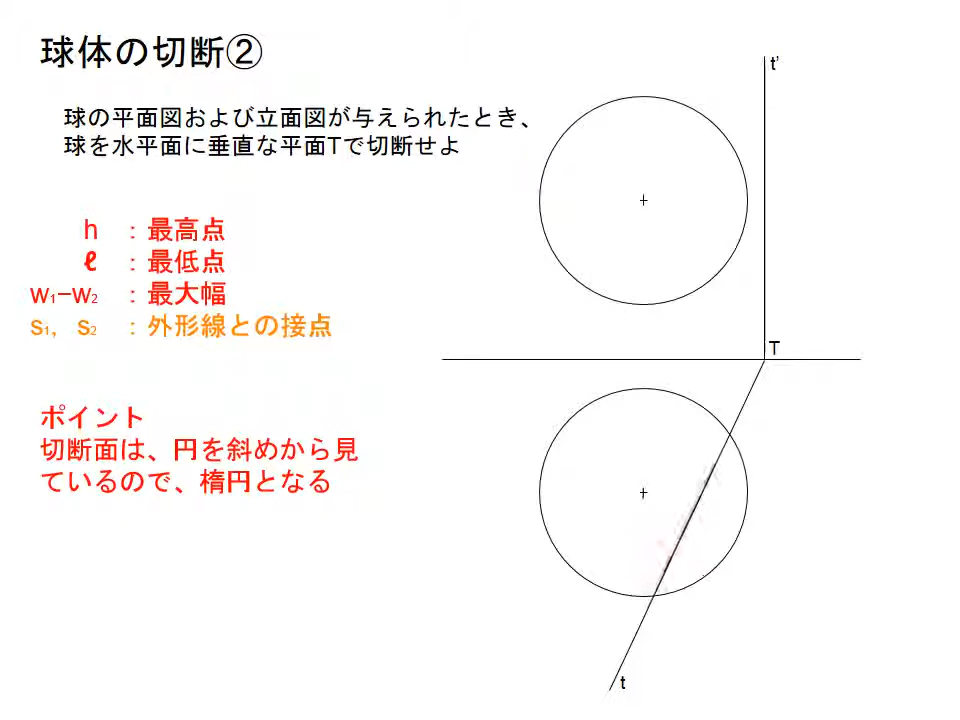 球体の切断②
球の平面図および立面図が与えられたとき、
球を水平面に垂直な平面Tで切断せよ
h ：最高点
ℓ ：最低点
w₁−w₂ ：最大幅
s₁， s₂ ：外形線との接点
ポイント
切断面は、円を斜めから見
ているので、楕円となる
t'
T
t